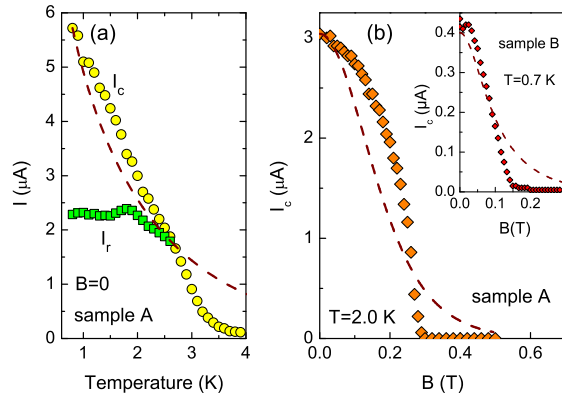 (a)
I_c
I_r
B=0
sample A
I (μA)
6
5
4
3
2
1
0
1
2
3
4
Temperature (K)
(b)
T=2.0 K
sample A
I_c (μA)
3
2
1
0
0.0
0.2
0.4
0.6
B (T)
sample B
T=0.7 K
I_c (μA)
0.4
0.3
0.2
0.1
0.0
0.0
0.1
0.2
B(T)